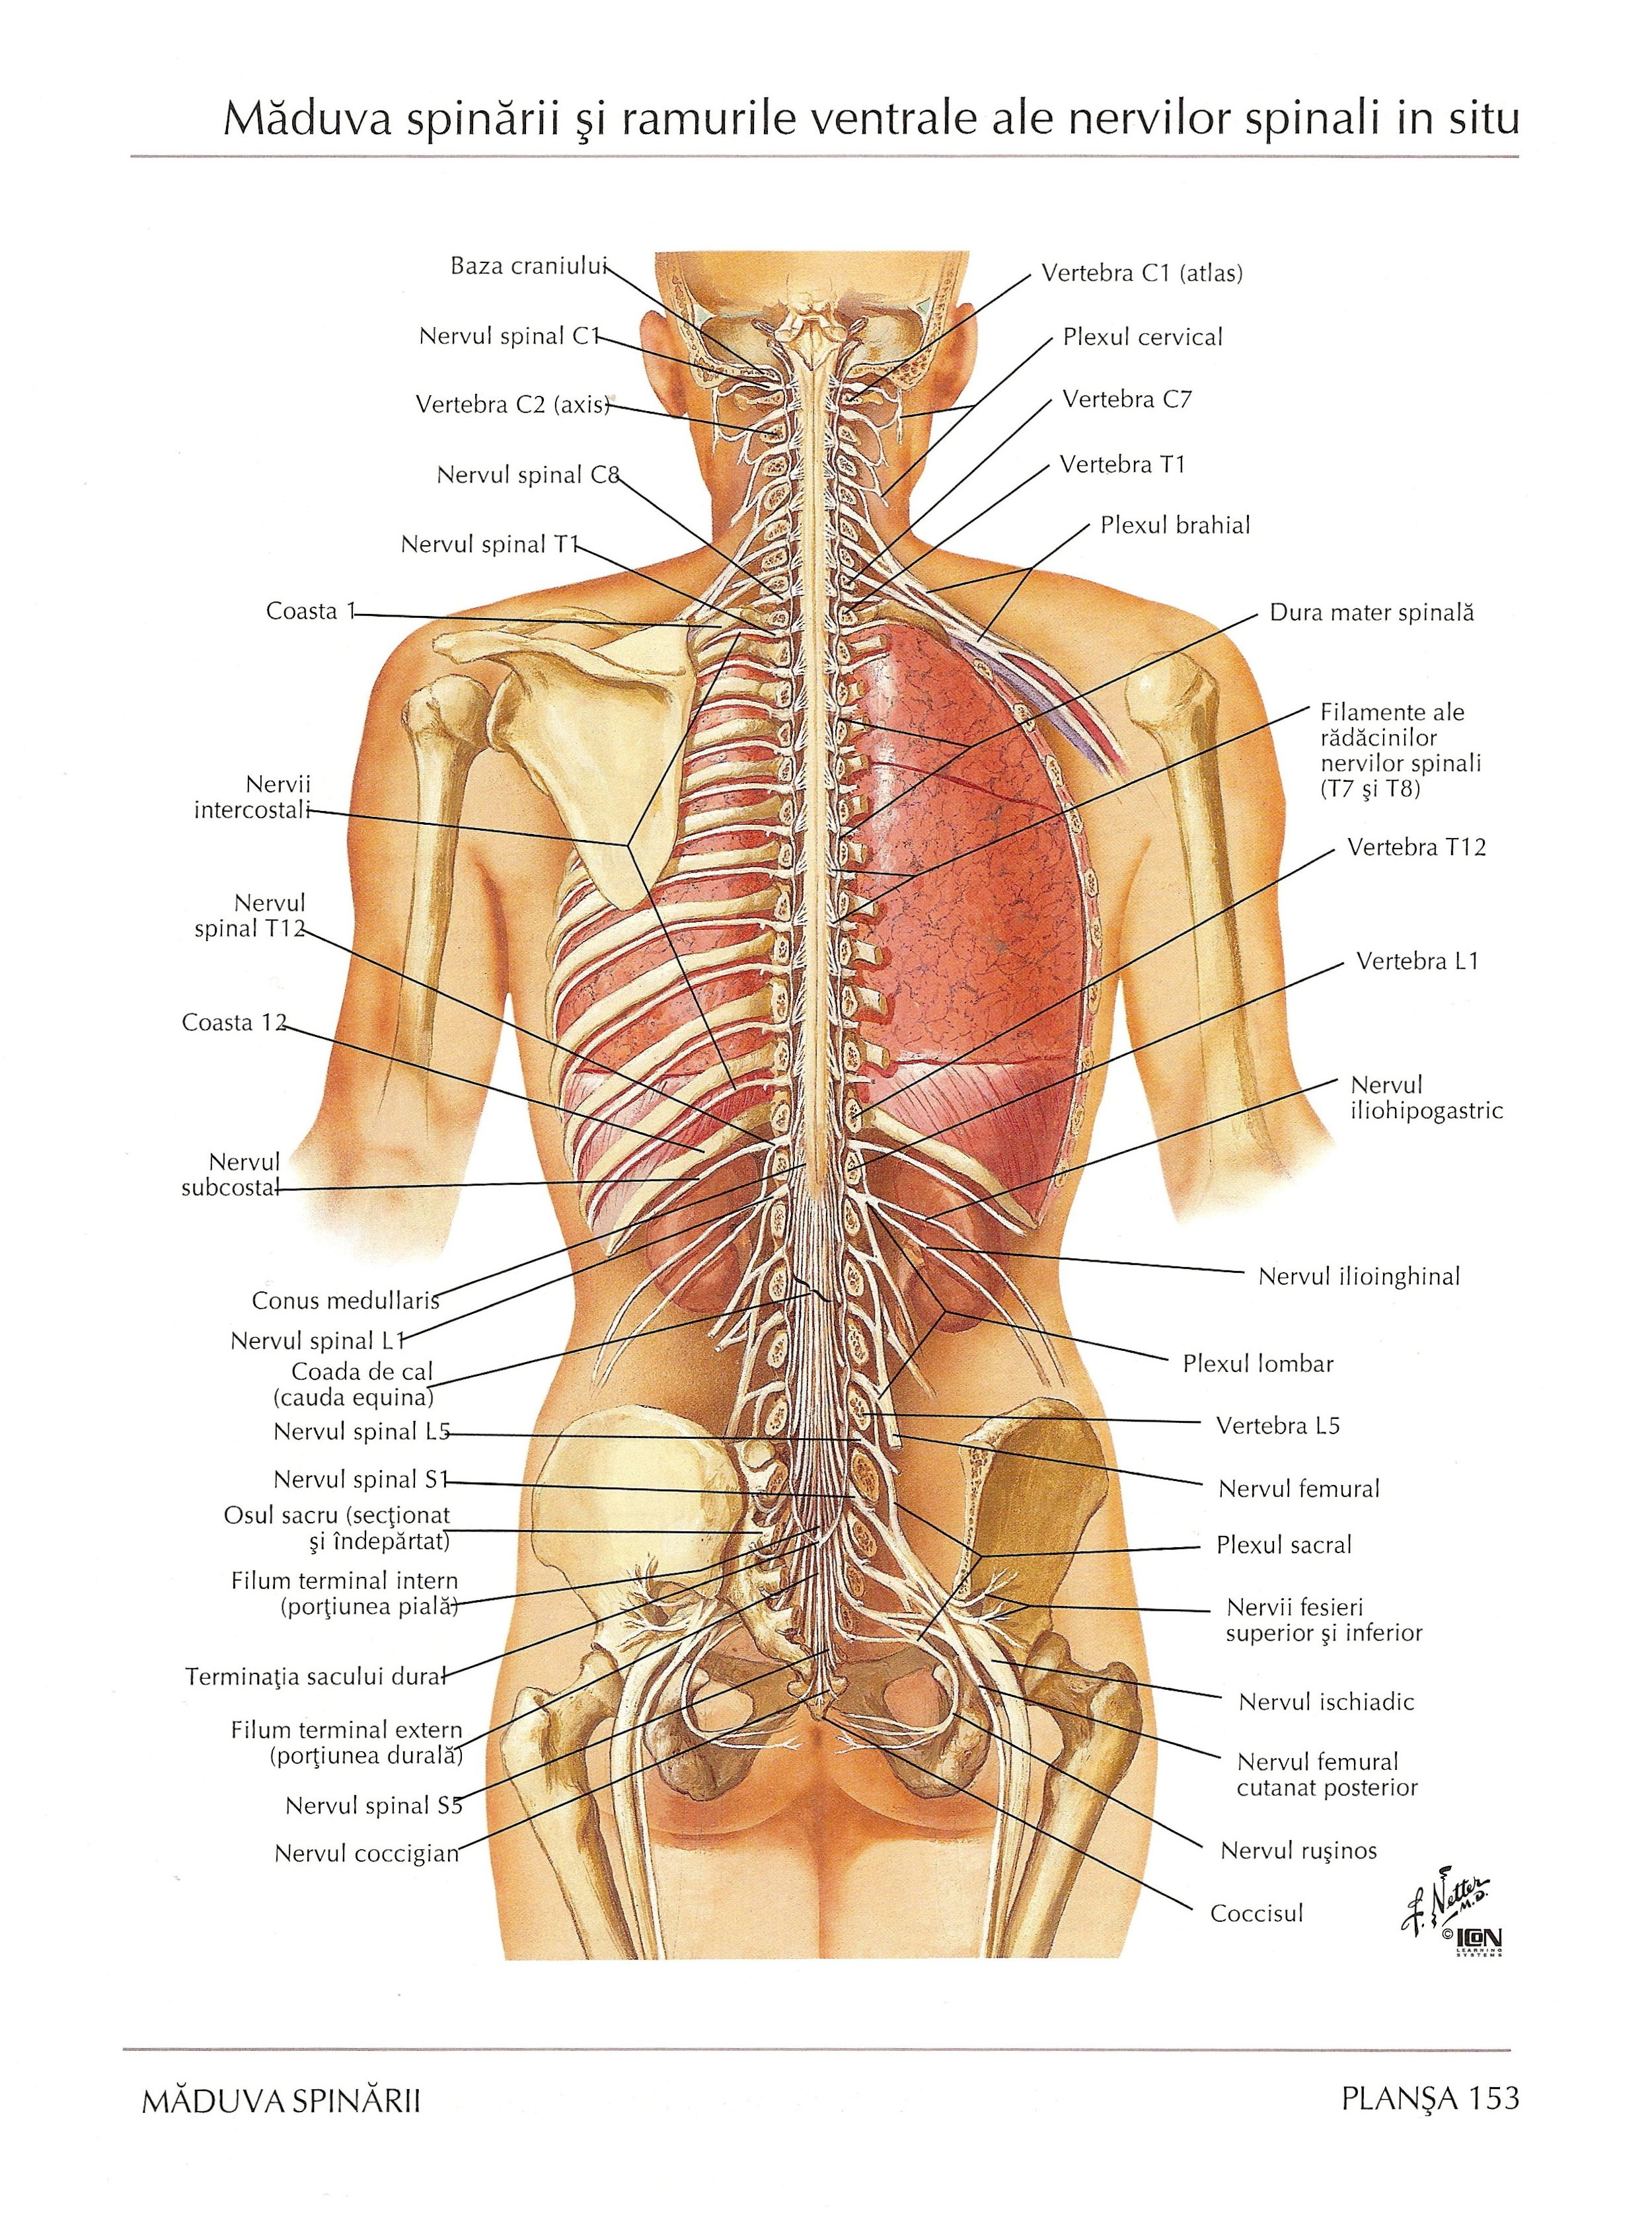 Măduva spinării şi ramurile ventrale ale nervilor spinali in situ
Baza craniului
Nervul spinal C1
Vertebra C2 (axis)
Nervul spinal C8
Nervul spinal T1
Coasta 1
Nervii
intercostali
Nervul
spinal T12
Coasta 12
Nervul
subcostal
Conus medullaris
Nervul spinal L1
Coada de cal
(cauda equina)
Nervul spinal L5
Nervul spinal S1
Osul sacru (secţionat
şi îndepărtat)
Filum terminal intern
(porţiunea pială)
Terminaţia sacului dural
Filum terminal extern
(porţiunea durală)
Nervul spinal S5
Nervul coccigian
Vertebra C1 (atlas)
Plexul cervical
Vertebra C7
Vertebra T1
Plexul brahial
Dura mater spinală
Filamente ale
rădăcinilor
nervilor spinali
(T7 şi T8)
Vertebra T12
Vertebra L1
Nervul
iliohipogastric
Nervul ilioinghinal
Plexul lombar
Vertebra L5
Nervul femural
Plexul sacral
Nervii fesieri
superior şi inferior
Nervul ischiadic
Nervul femural
cutanat posterior
Nervul ruşinos
Coccisul
F. Netter
M.D.
© ICON
LEARNING
SYSTEMS
MĂDUVA SPINĂRII
PLANŞA 153